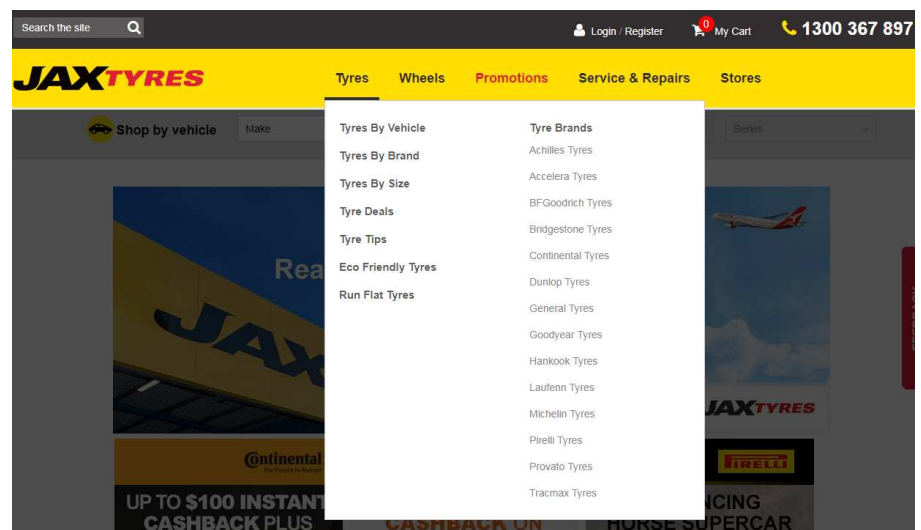 Search the site
Login / Register
0
My Cart
1300 367 897
JAXTYRES
Tyres
Wheels
Promotions
Service & Repairs
Stores
Shop by vehicle
Make
Series
Tyres By Vehicle
Tyres By Brand
Tyres By Size
Tyre Deals
Tyre Tips
Eco Friendly Tyres
Run Flat Tyres
Tyre Brands
Achilles Tyres
Accelera Tyres
BFGoodrich Tyres
Bridgestone Tyres
Continental Tyres
Dunlop Tyres
General Tyres
Goodyear Tyres
Hankook Tyres
Laufenn Tyres
Michelin Tyres
Pirelli Tyres
Provato Tyres
Tracmax Tyres
Rea
JAX
JAXTYRES
Continental
The Future in Motion
UP TO $100 INSTANT
CASHBACK PLUS
CASHBACK ON
PIRELLI
NCING
HORSE SUPERCAR